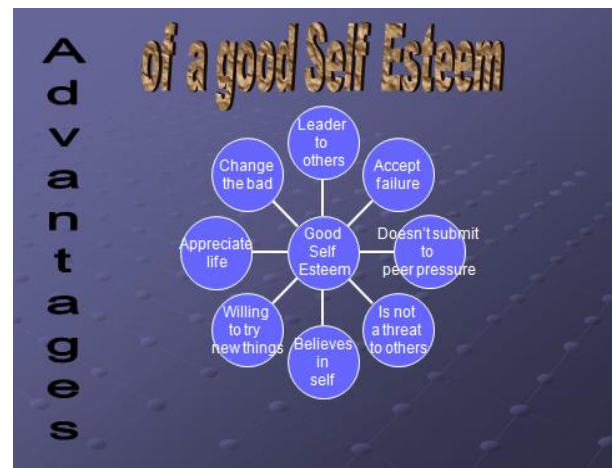 Advantages
of a good Self Esteem
Leader
to
others
Accept
failure
Doesn't submit
to
peer pressure
Is not
a threat
to others
Believes
in
self
Willing
to try
new things
Appreciate
life
Change
the bad
Good
Self
Esteem